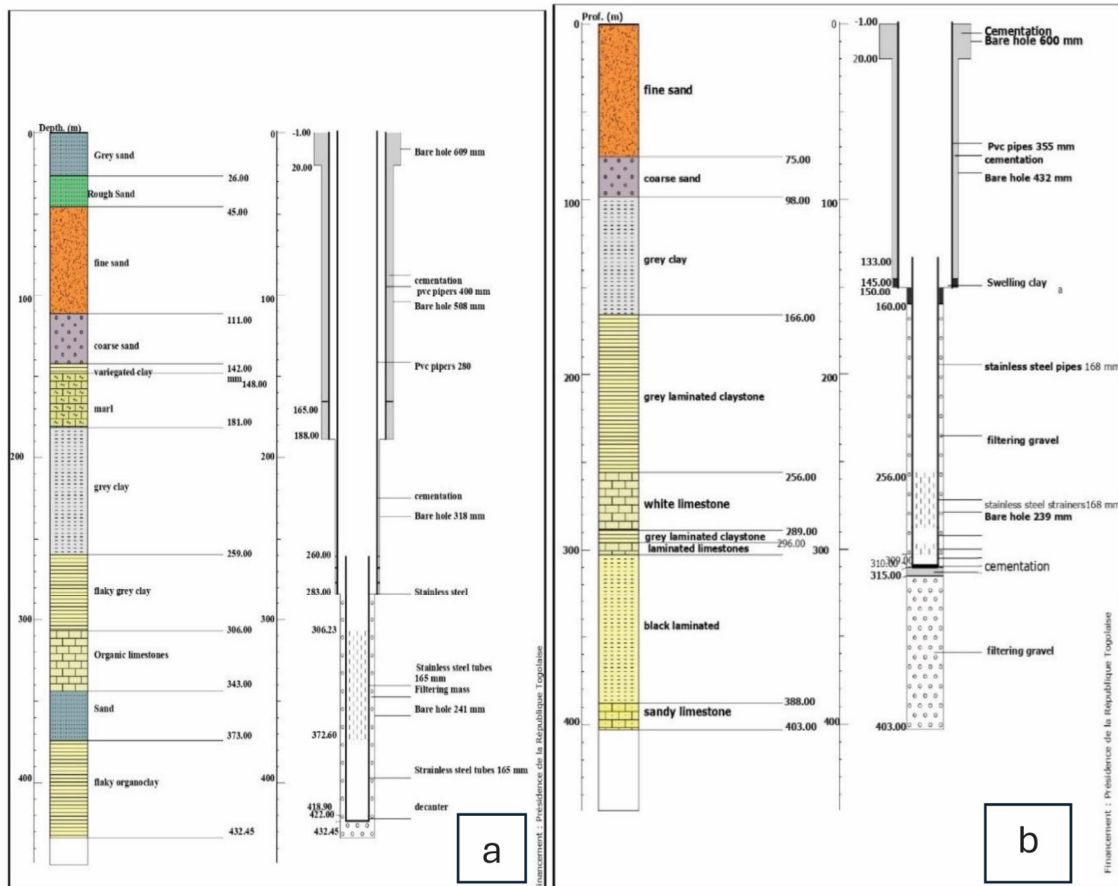 Depth. (m)
0
Grey sand
26.00
Rough Sand
45.00
fine sand
100
111.00
coarse sand
142.00
variegated clay
mm
148.00
marl
181.00
200
grey clay
259.00
flaky grey clay
300
306.00
Organic limestones
343.00
Sand
373.00
400
flaky organoclay
432.45
0
-1.00
Bare hole 609 mm
20.00
cementation
pvc pipers 400 mm
100
Bare hole 508 mm
Pvc pipers 280
165.00
188.00
200
cementation
Bare hole 318 mm
260.00
283.00
Stainless steel
300
306.23
Stainless steel tubes
165 mm
Filtering mass
Bare hole 241 mm
372.60
Strainless steel tubes 165 mm
400
418.90
decanter
422.00
432.45
a
Financement : Présidence de la République Togolaise
Prof. (m)
0
fine sand
75.00
coarse sand
98.00
100
grey clay
166.00
200
grey laminated claystone
256.00
white limestone
289.00
grey laminated claystone
296.00
laminated limestones
300
black laminated
388.00
sandy limestone
400
403.00
0
-1.00
Cementation
Bare hole 600 mm
20.00
Pvc pipes 355 mm
cementation
Bare hole 432 mm
100
133.00
145.00
Swelling clay
150.00
a
160.00
stainless steel pipes 168 mm
200
filtering gravel
256.00
stainless steel strainers168 mm
Bare hole 239 mm
300
309.00
310.00
cementation
315.00
filtering gravel
400
403.00
b
Financement : Présidence de la République Togolaise